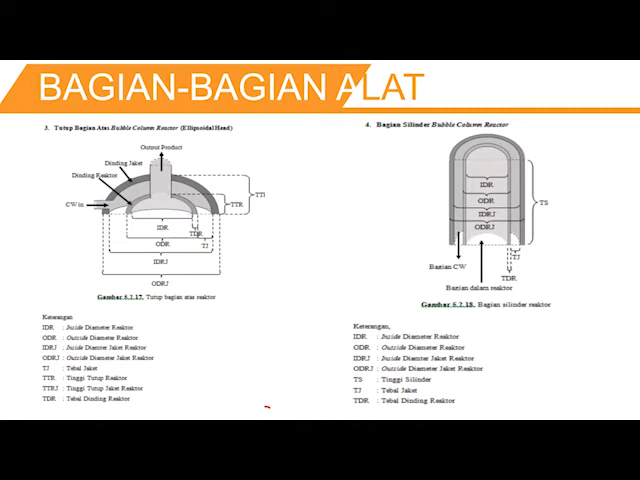 BAGIAN-BAGIAN ALAT
3. Tutup Bagian Atas Bubble Column Reactor (Ellipsoidal Head)
Output Product
Dinding Jaket
Dinding Reaktor
CW in
TTR
IDR
TDR
ODR
TJ
IDRJ
ODRJ
Gambar 5.2.17. Tutup bagian atas reaktor
Keterangan
IDR : Inside Diameter Reaktor
ODR : Outside Diameter Reaktor
IDRJ : Inside Diamter Jaket Reaktor
ODRJ : Outside Diameter Jaket Reaktor
TJ : Tebal Jaket
TTR : Tinggi Tutup Reaktor
TTRJ : Tinggi Tutup Jaket Reaktor
TDR : Tebal Dinding Reaktor
4. Bagian Silinder Bubble Column Reactor
IDR
ODR
IDRJ
ODRJ
TS
TJ
TDR
Bagian CW
Bagian dalam reaktor
Gambar 5.2.18. Bagian silinder reaktor
Keterangan,
IDR : Inside Diameter Reaktor
ODR : Outside Diameter Reaktor
IDRJ : Inside Diamter Jaket Reaktor
ODRJ : Outside Diameter Jaket Reaktor
TS : Tinggi Silinder
TJ : Tebal Jaket
TDR : Tebal Dinding Reaktor